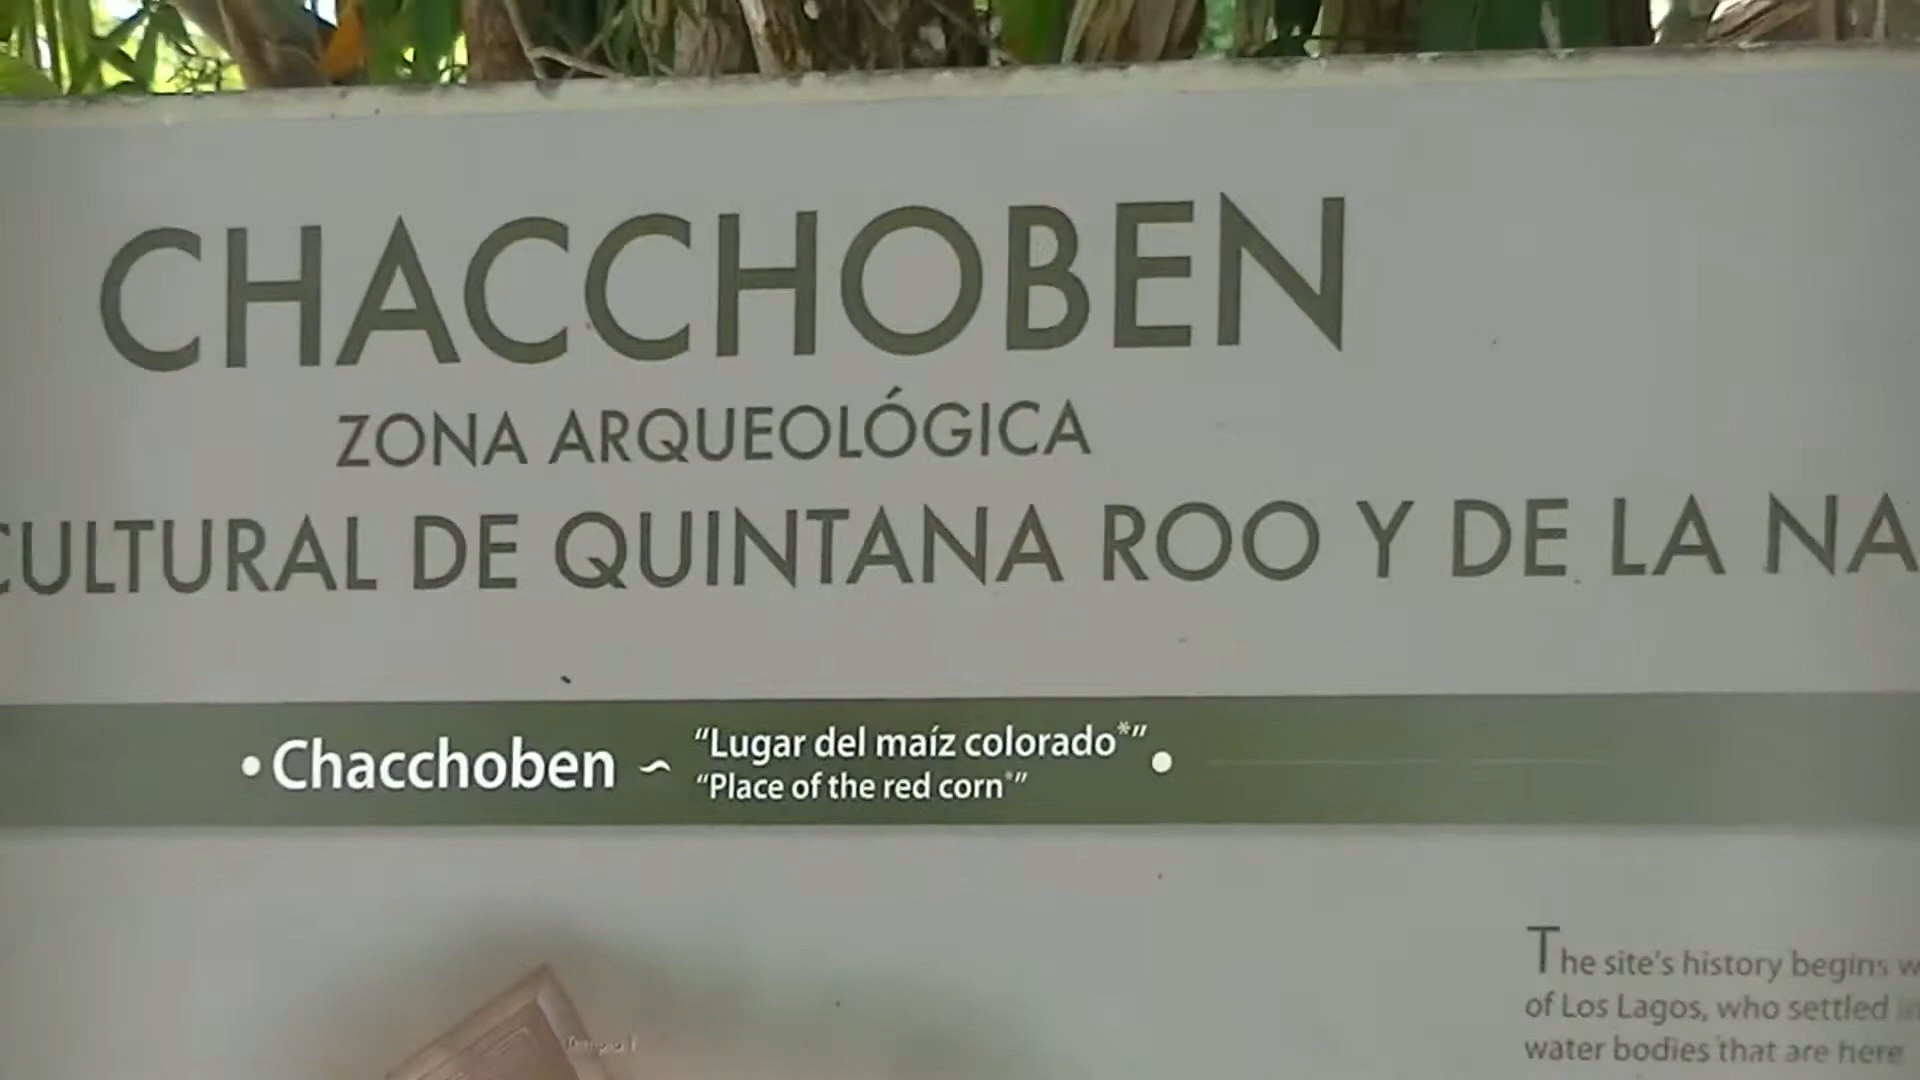 CHACCHOBEN
ZONA ARQUEOLÓGICA
CULTURAL DE QUINTANA ROO Y DE LA NA
• Chacchoben ~ "Lugar del maíz colorado*" •
"Place of the red corn*"
The site's history begins w
of Los Lagos, who settled
water bodies that are here